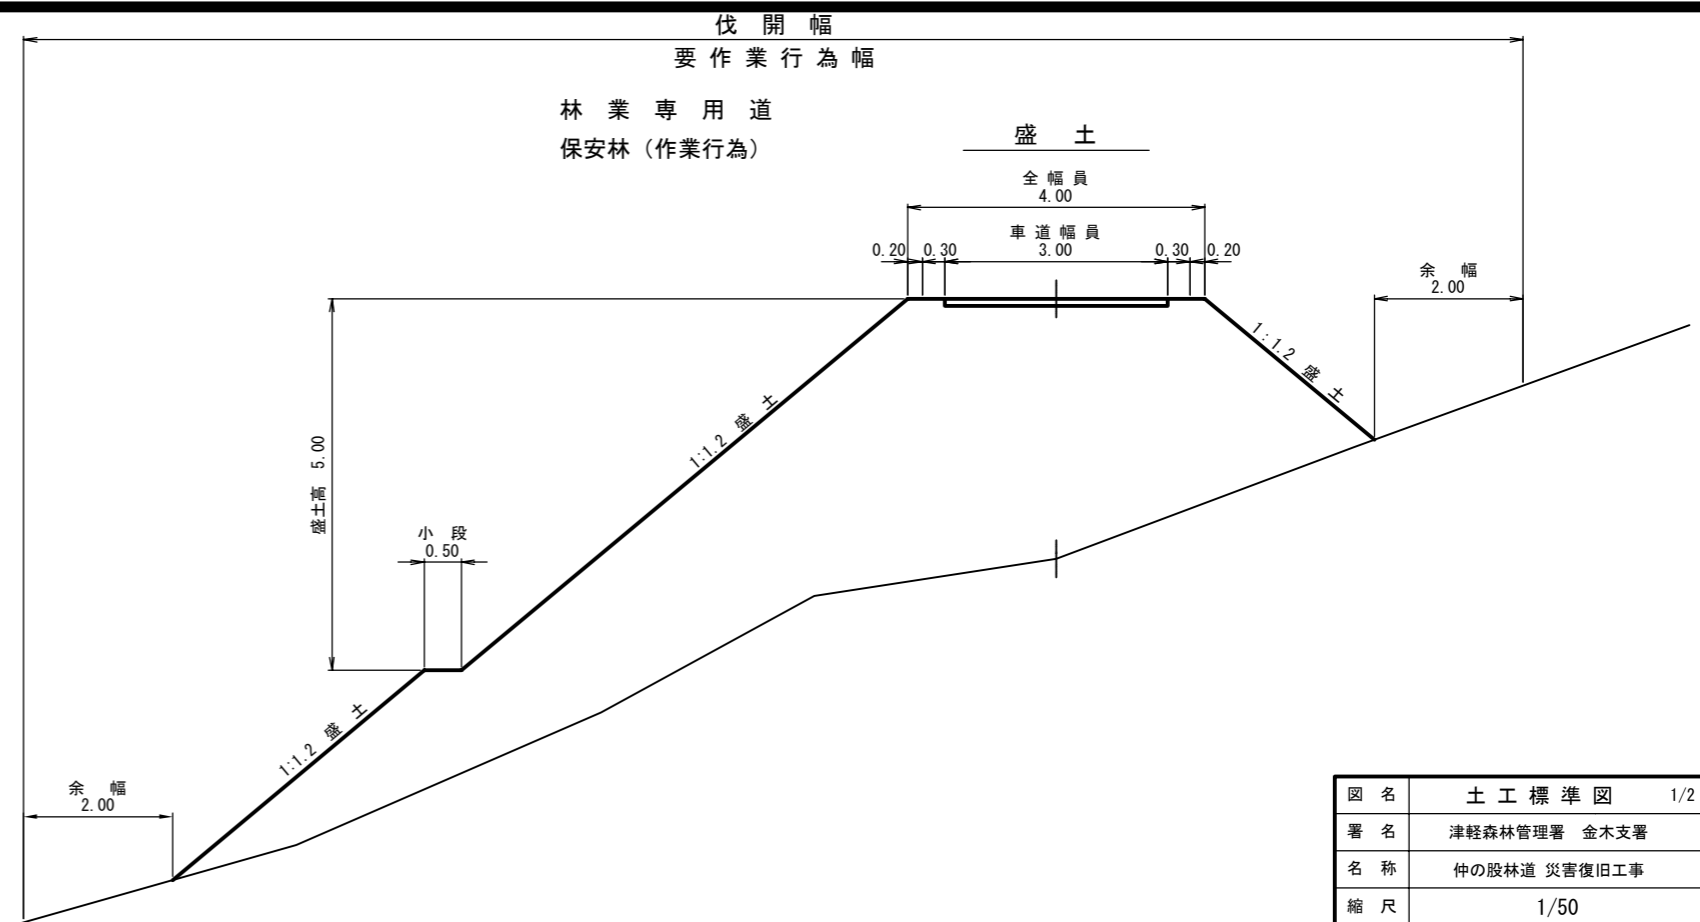 伐開幅
要作業行為幅
林業専用道
保安林（作業行為）
盛土
全幅員
4.00
車道幅員
0.20 0.30 3.00 0.30 0.20
余幅
2.00
1:1.2 盛土
1:1.2 盛土
盛土高 5.00
小段
0.50
1:1.2 盛土
余幅
2.00
図名 土工標準図 1/2
署名 津軽森林管理署 金木支署
名称 仲の股林道 災害復旧工事
縮尺 1/50